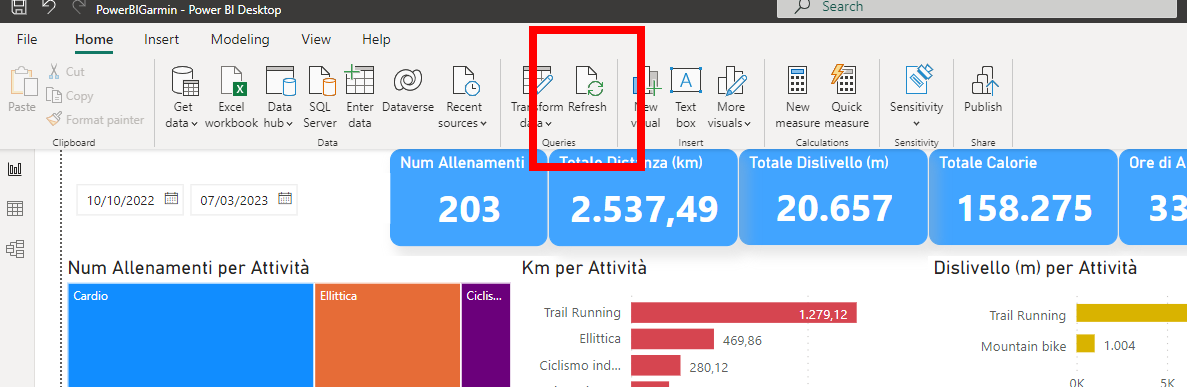 PowerBIGarmin - Power BI Desktop
Search
File Home Insert Modeling View Help
Paste
Cut
Copy
Format painter
Clipboard
Get data
Excel workbook
Data hub
SQL Server
Enter data
Dataverse
Recent sources
Data
Transform data
Refresh
Queries
New visual
Text box
More visuals
Insert
New measure
Quick measure
Calculations
Sensitivity
Sensitivity
Publish
Share
10/10/2022
07/03/2023
Num Allenamenti
203
Totale Distanza (km)
2.537,49
Totale Dislivello (m)
20.657
Totale Calorie
158.275
Ore di A
33
Num Allenamenti per Attività
Cardio
Ellittica
Ciclis...
Km per Attività
Trail Running
1.279,12
Ellittica
469,86
Ciclismo ind...
280,12
Dislivello (m) per Attività
Trail Running
Mountain bike
1.004
0K
5K